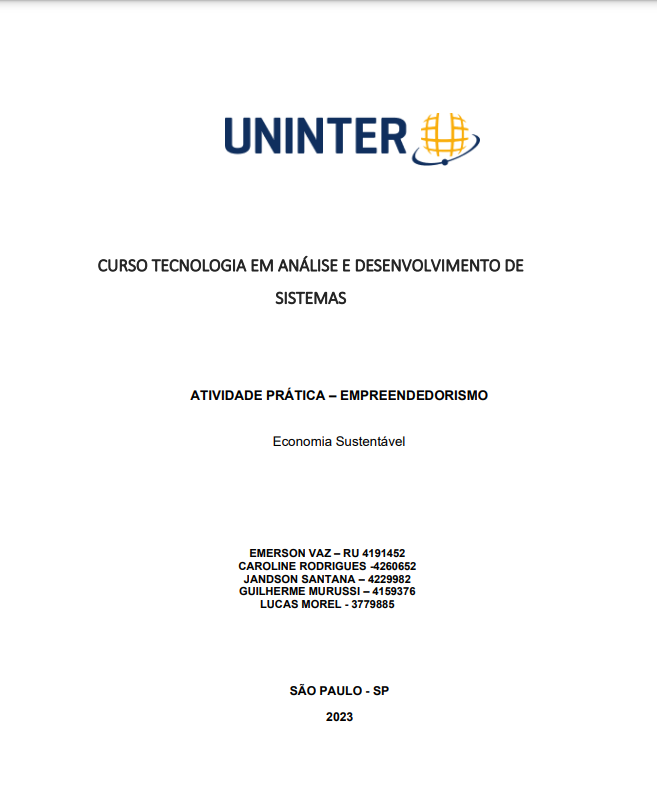 UNINTER
CURSO TECNOLOGIA EM ANÁLISE E DESENVOLVIMENTO DE
SISTEMAS
ATIVIDADE PRÁTICA – EMPREENDEDORISMO
Economia Sustentável
EMERSON VAZ – RU 4191452
CAROLINE RODRIGUES -4260652
JANDSON SANTANA – 4229982
GUILHERME MURUSSI – 4159376
LUCAS MOREL - 3779885
SÃO PAULO - SP
2023